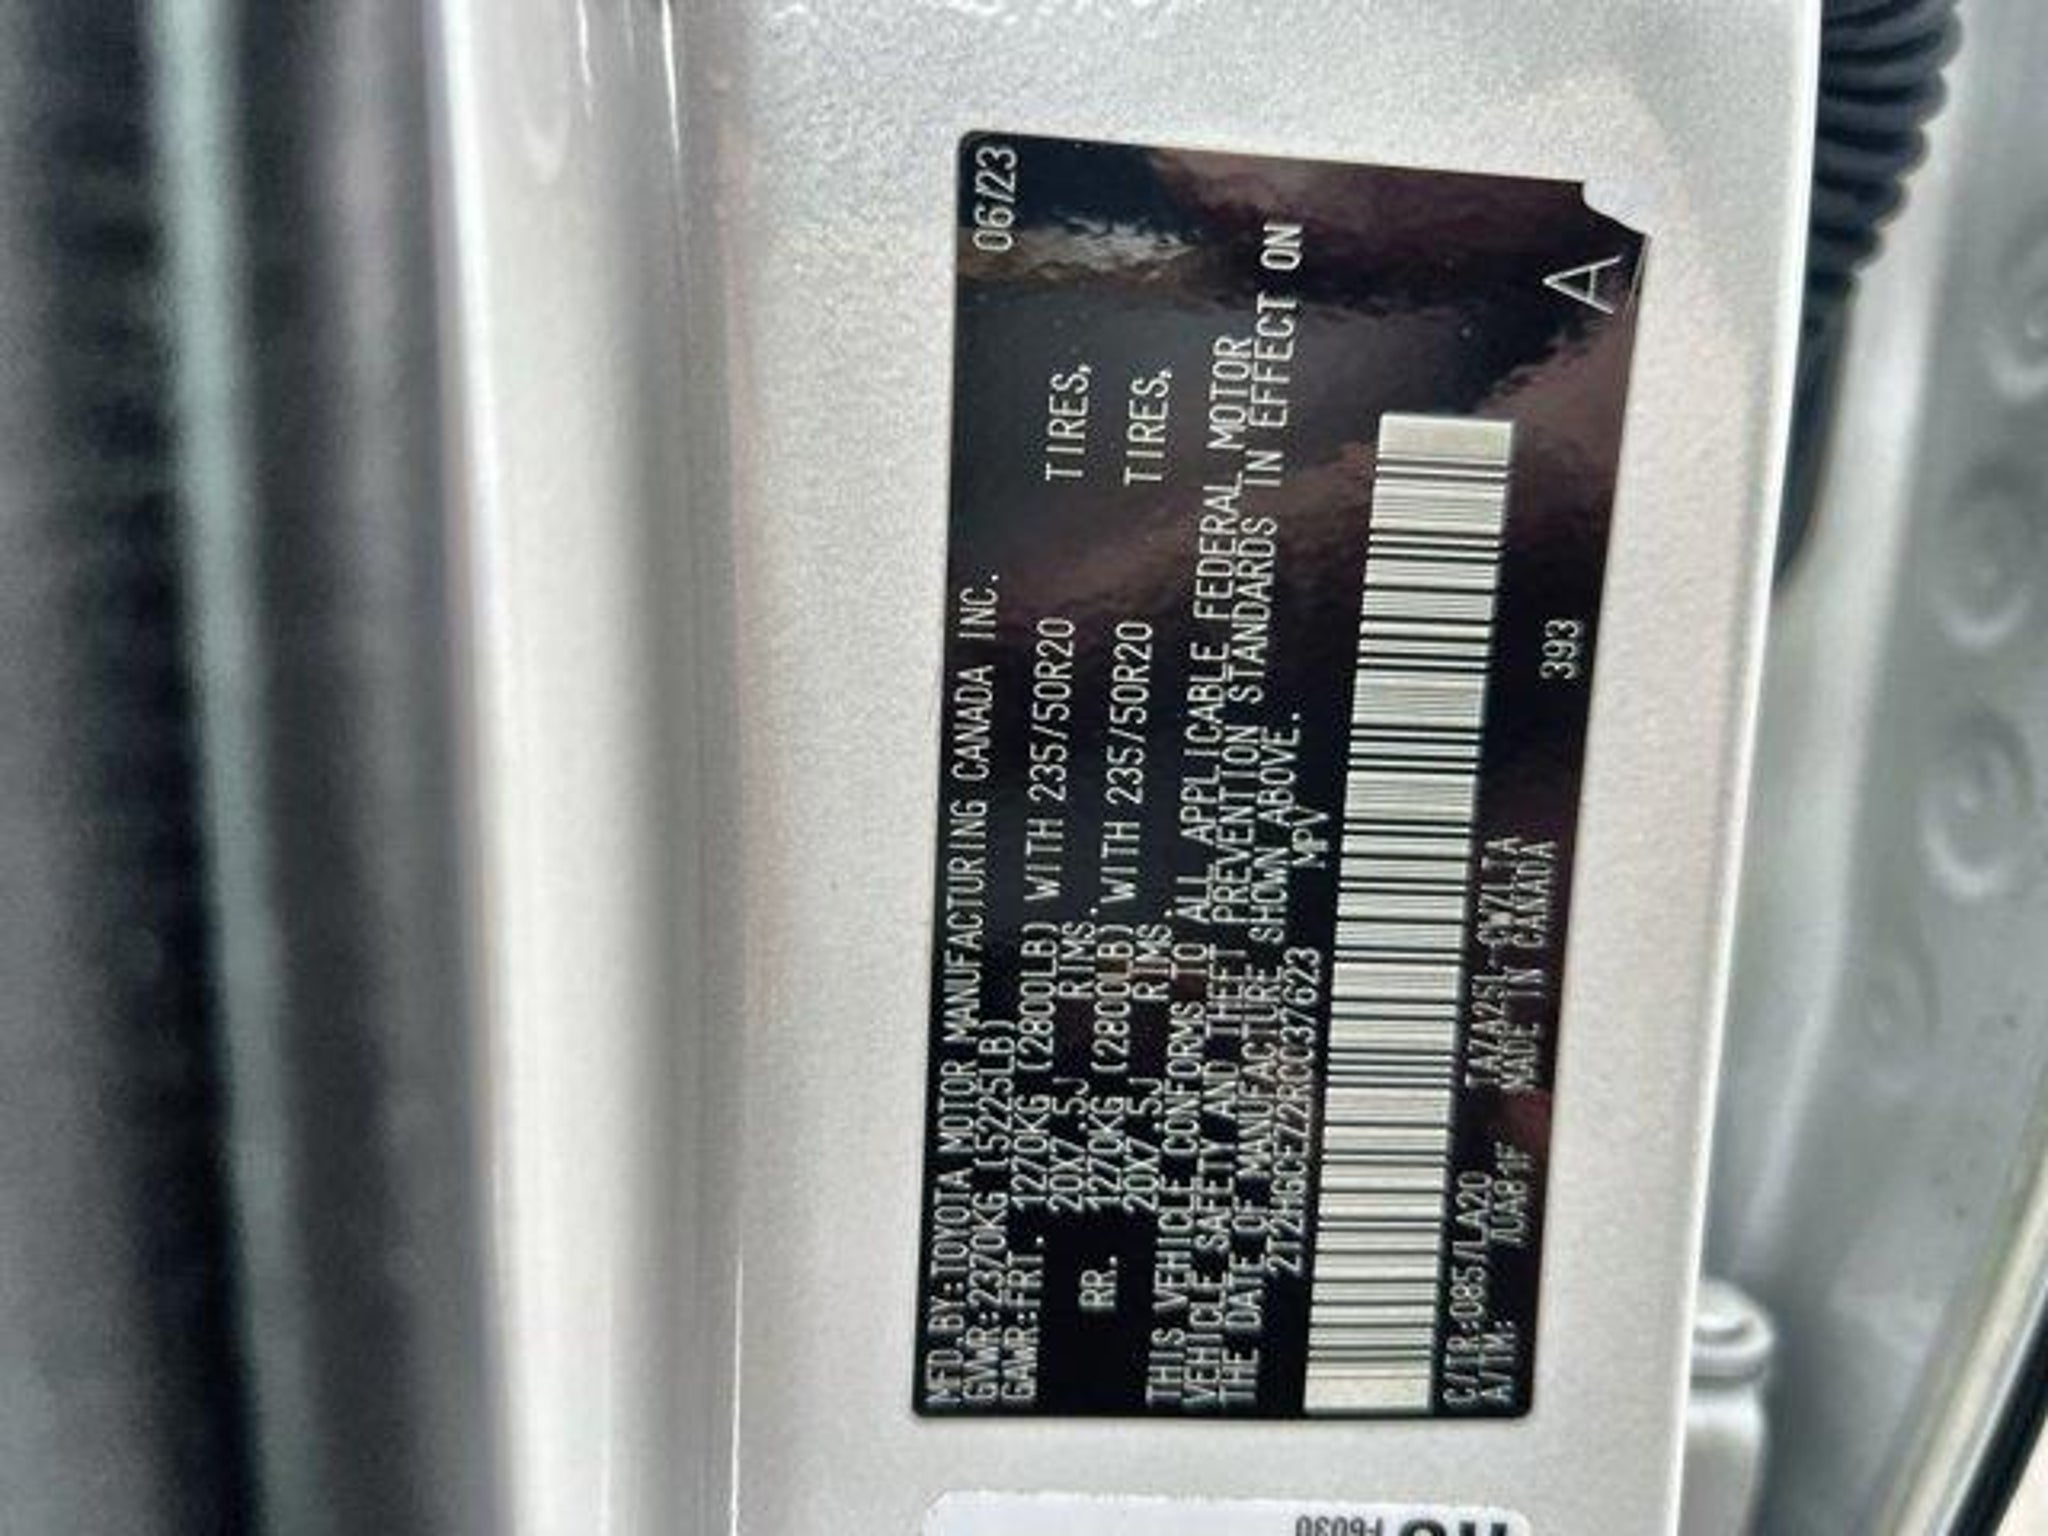 MFD.BY:TOYOTA MOTOR MANUFACTURING CANADA INC. 06/23
GVWR:2370KG (5225LB)
GAWR:FRT. 1270KG (2800LB) WITH 235/50R20 TIRES,
20X7.5J RIMS.
RR. 1270KG (2800LB) WITH 235/50R20 TIRES,
20X7.5J RIMS.
THIS VEHICLE CONFORMS TO ALL APPLICABLE FEDERAL MOTOR
VEHICLE SAFETY AND THEFT PREVENTION STANDARDS IN EFFECT ON
THE DATE OF MANUFACTURE SHOWN ABOVE.
MPV
C/TR:085/LA20
A/TM: /UA81F MADE IN CANADA 393
A
F6030